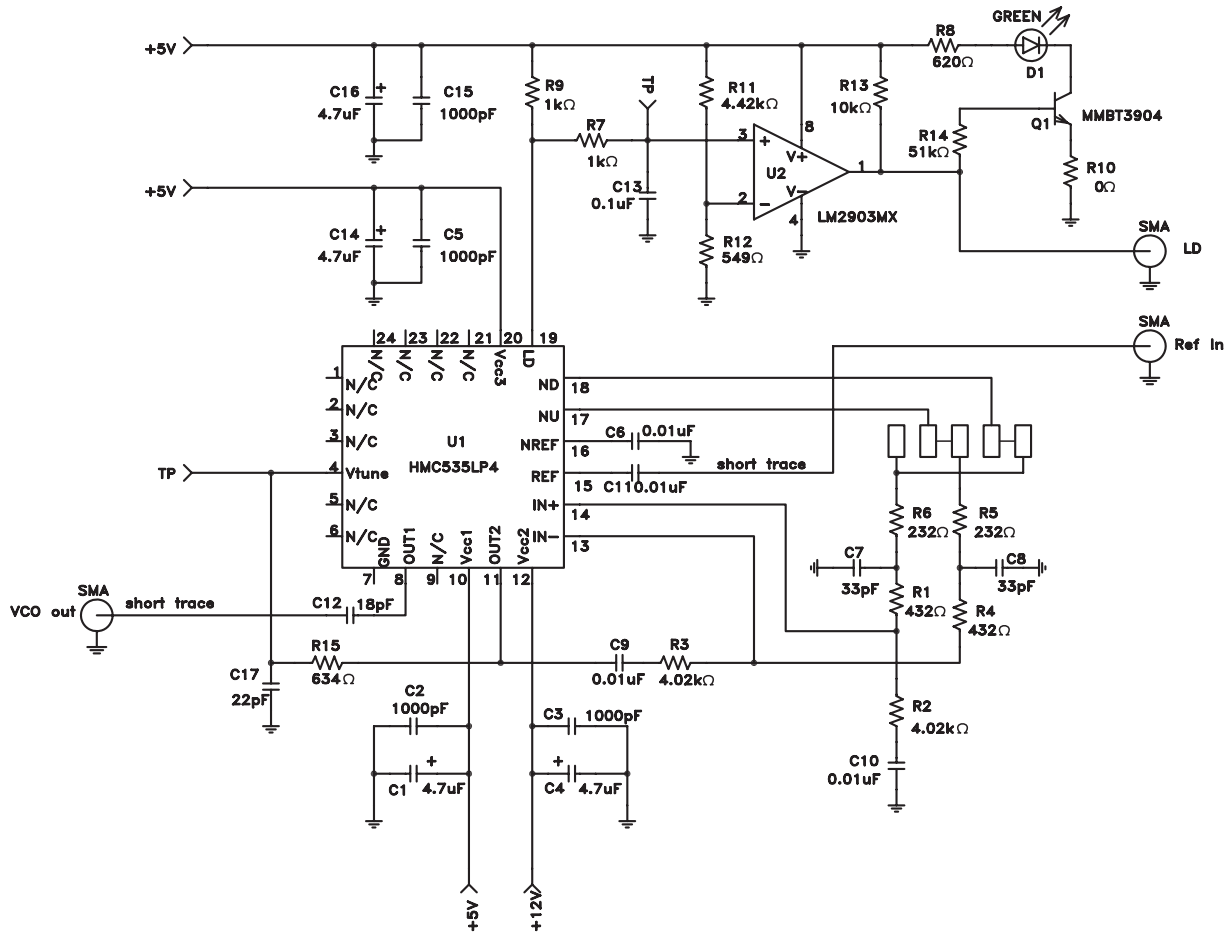 GREEN
+5V
R8
620Ω
D1
C16
4.7uF
+
C15
1000pF
R9
1kΩ
TP
R11
4.42kΩ
R13
10kΩ
Q1
MMBT3904
R7
1kΩ
3
+
8
V+
U2
1
R14
51kΩ
R10
0Ω
+5V
C13
0.1uF
2
−
V−
4
LM2903MX
C14
4.7uF
+
C5
1000pF
R12
549Ω
SMA
LD
SMA
Ref In
24
23
22
21
20
19
N/C
N/C
N/C
N/C
Vcc3
LD
1
N/C
ND
18
2
N/C
NU
17
3
N/C
U1
HMC535LP4
NREF
16
C6
0.01uF
TP
4
Vtune
REF
15
C11
0.01uF
short trace
5
N/C
IN+
14
6
N/C
IN−
13
GND
OUT1
N/C
Vcc1
OUT2
Vcc2
7
8
9
10
11
12
R6
232Ω
R5
232Ω
C7
33pF
C8
33pF
R1
432Ω
R4
432Ω
SMA
VCO out
short trace
C12
18pF
R15
634Ω
C9
0.01uF
R3
4.02kΩ
C17
22pF
C2
1000pF
C3
1000pF
R2
4.02kΩ
+
C1
4.7uF
+
C4
4.7uF
C10
0.01uF
+5V
+12V